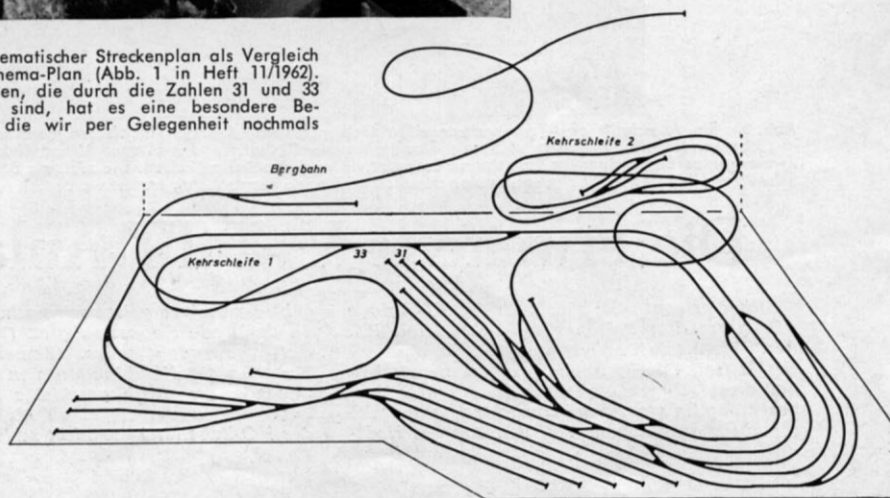 ematischer Streckenplan als Vergleich
nema-Plan (Abb. 1 in Heft 11/1962).
en, die durch die Zahlen 31 und 33
sind, hat es eine besondere Be-
die wir per Gelegenheit nochmals
Kehrschleife 2
Bergbahn
33 31
Kehrschleife 1